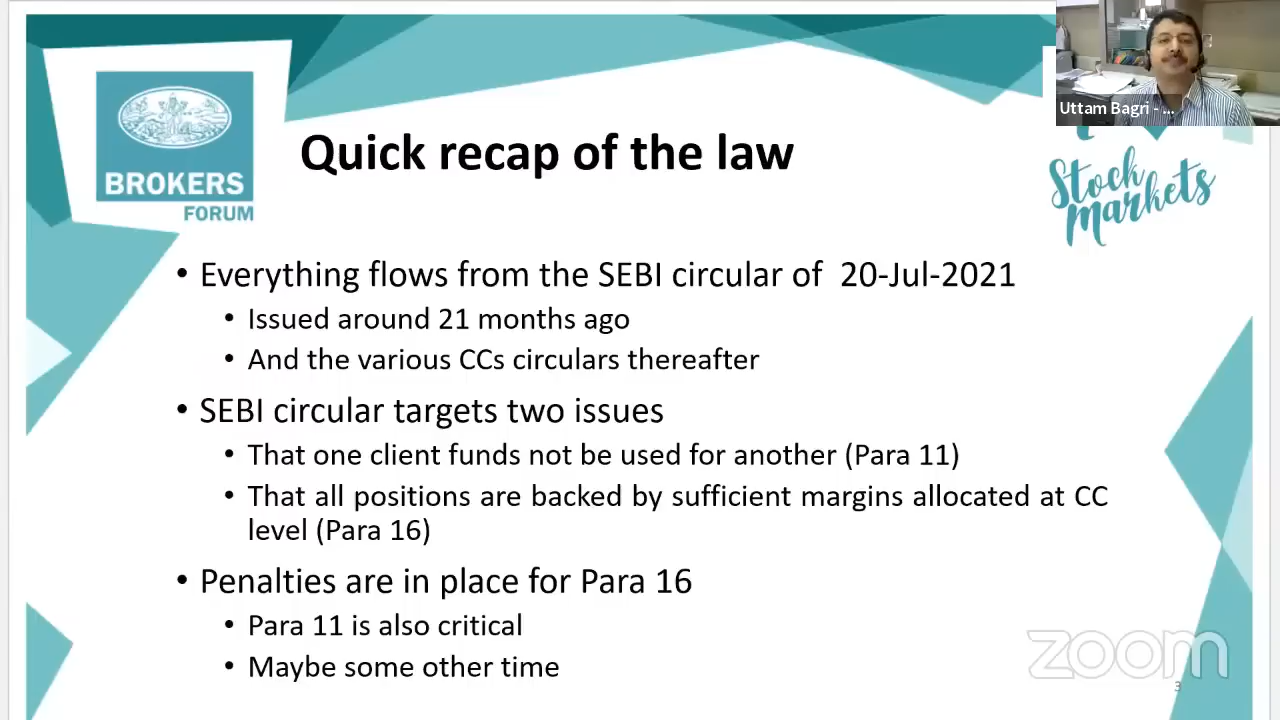 Uttam Bagri - ...
BROKERS
FORUM
Quick recap of the law
Stock
markets
• Everything flows from the SEBI circular of 20-Jul-2021
• Issued around 21 months ago
• And the various CCs circulars thereafter
• SEBI circular targets two issues
• That one client funds not be used for another (Para 11)
• That all positions are backed by sufficient margins allocated at CC
level (Para 16)
• Penalties are in place for Para 16
• Para 11 is also critical
• Maybe some other time
zoom
3